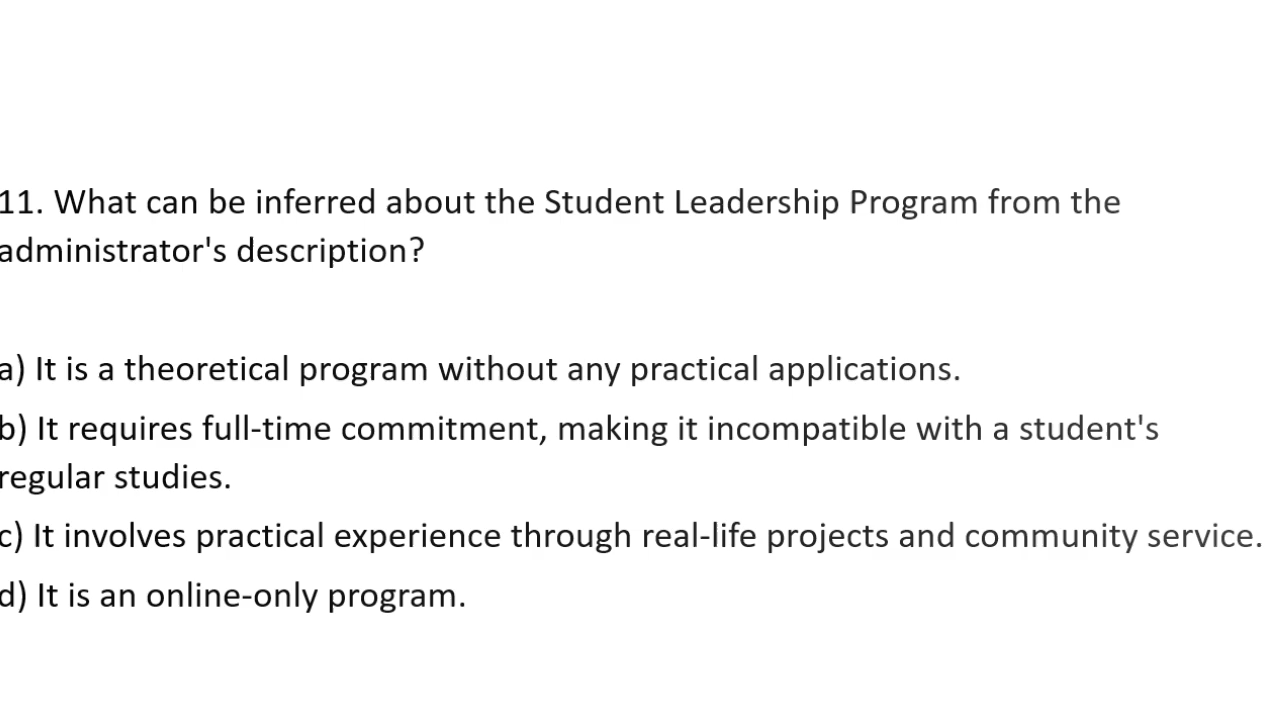 11. What can be inferred about the Student Leadership Program from the
administrator's description?
a) It is a theoretical program without any practical applications.
b) It requires full-time commitment, making it incompatible with a student's
regular studies.
c) It involves practical experience through real-life projects and community service.
d) It is an online-only program.